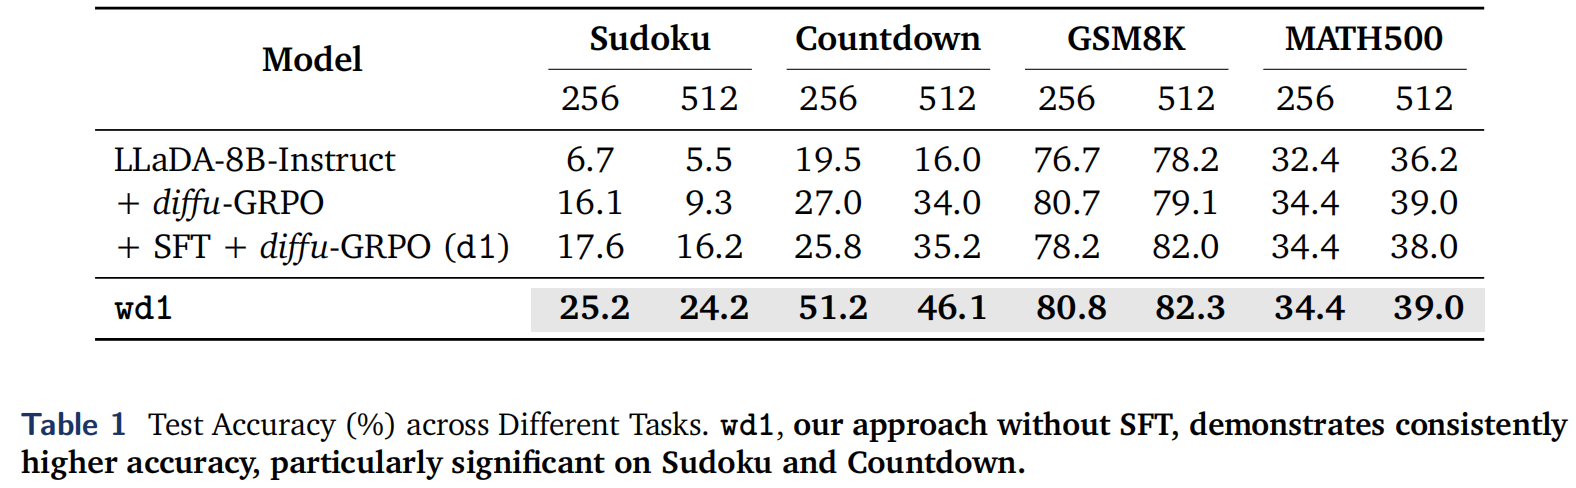 Model Sudoku Countdown GSM8K MATH500
256 512 256 512 256 512 256 512
LLaDA-8B-Instruct 6.7 5.5 19.5 16.0 76.7 78.2 32.4 36.2
+ diffu-GRPO 16.1 9.3 27.0 34.0 80.7 79.1 34.4 39.0
+ SFT + diffu-GRPO (d1) 17.6 16.2 25.8 35.2 78.2 82.0 34.4 38.0
wd1 25.2 24.2 51.2 46.1 80.8 82.3 34.4 39.0
Table 1 Test Accuracy (%) across Different Tasks. wd1, our approach without SFT, demonstrates consistently
higher accuracy, particularly significant on Sudoku and Countdown.